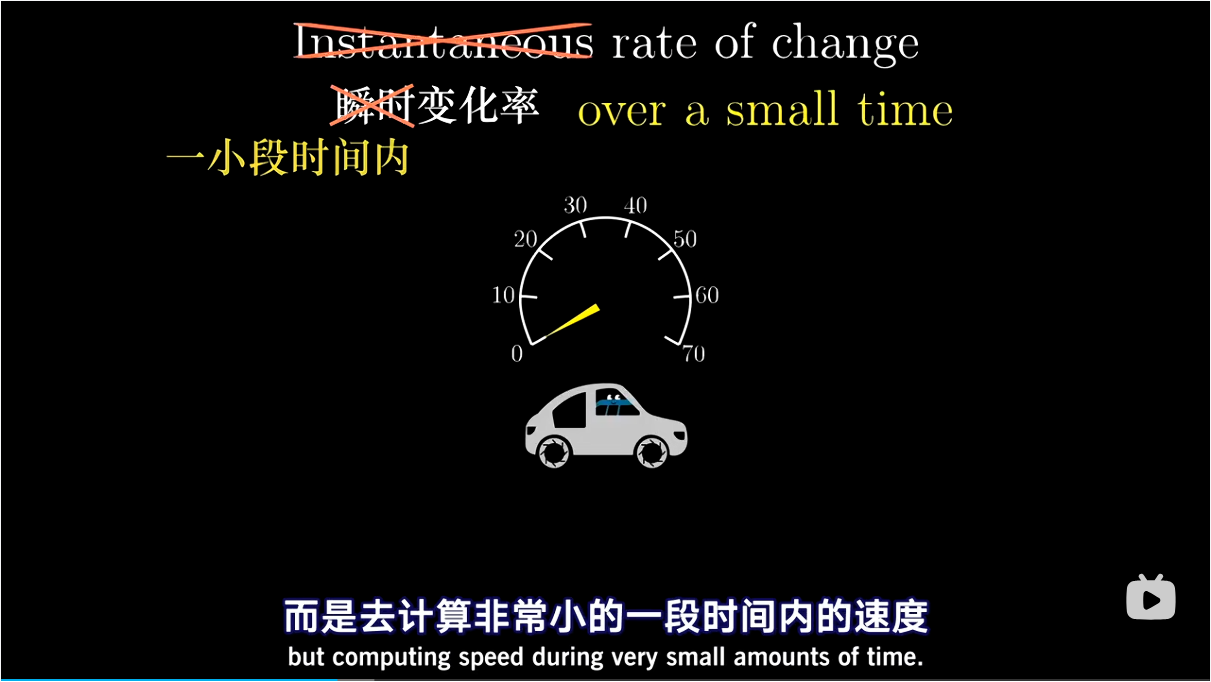 Instantaneous rate of change
瞬时变化率 over a small time
一小段时间内
30 40
20 50
10 60
0 70
而是去计算非常小的一段时间内的速度
but computing speed during very small amounts of time.